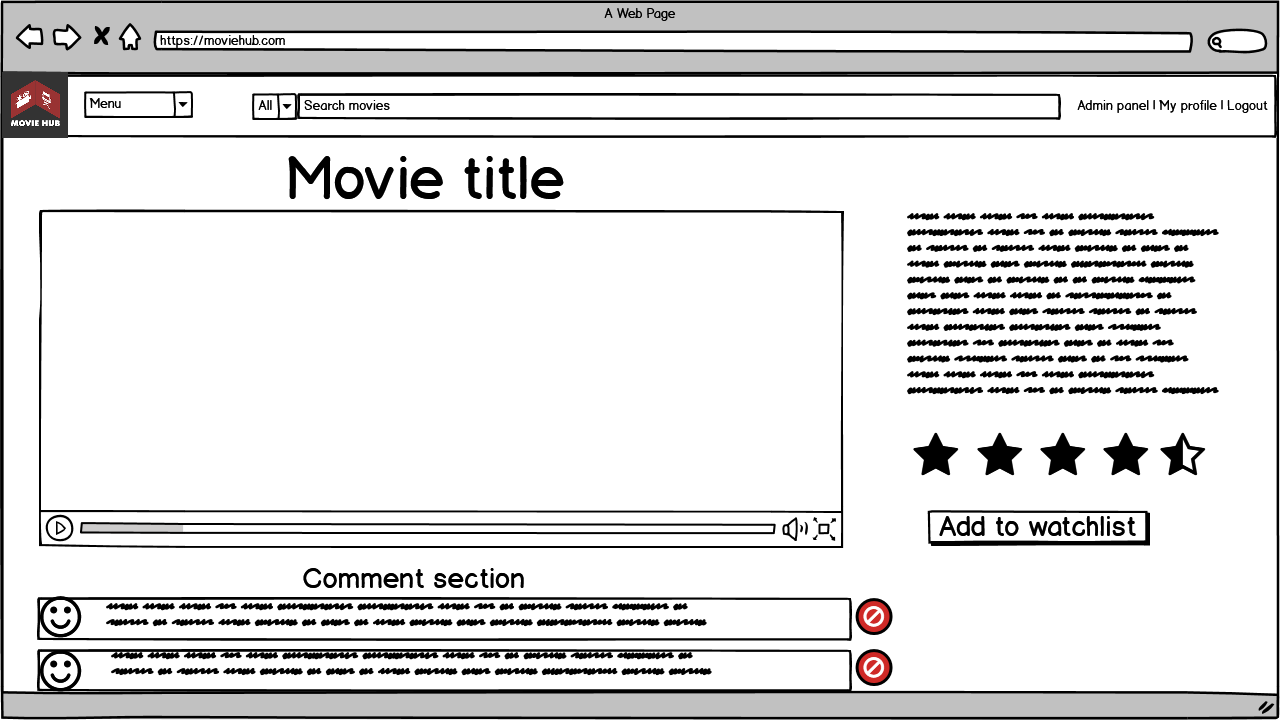 A Web Page
https://moviehub.com
MOVIE HUB
Menu
All
Search movies
Admin panel | My profile | Logout
Movie title
Add to watchlist
Comment section